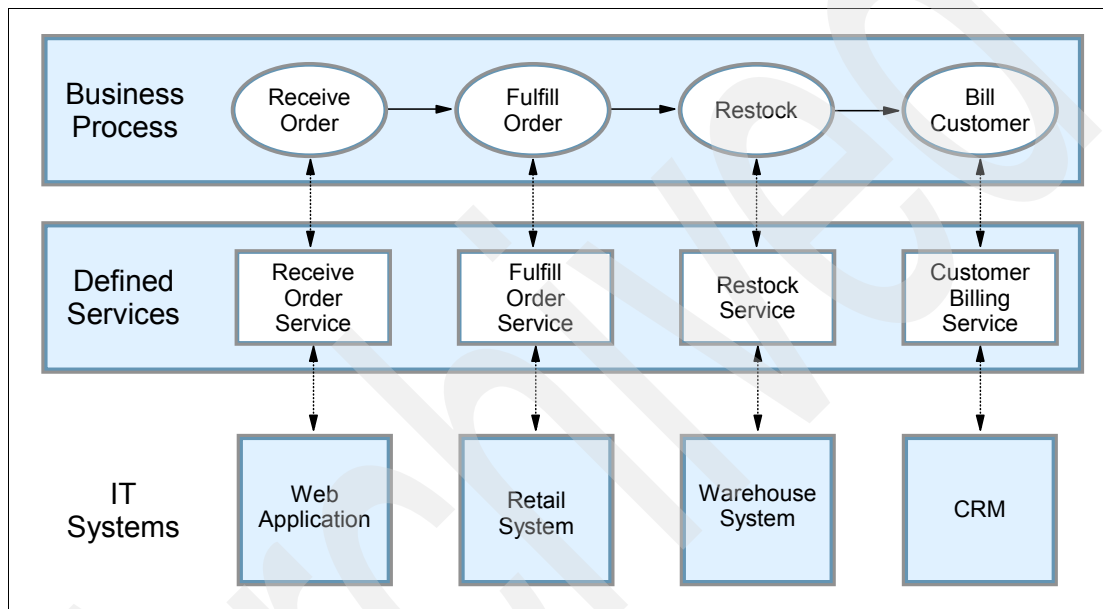 Business
Process
Receive
Order
Fulfill
Order
Restock
Bill
Customer
Defined
Services
Receive
Order
Service
Fulfill
Order
Service
Restock
Service
Customer
Billing
Service
IT
Systems
Web
Application
Retail
System
Warehouse
System
CRM